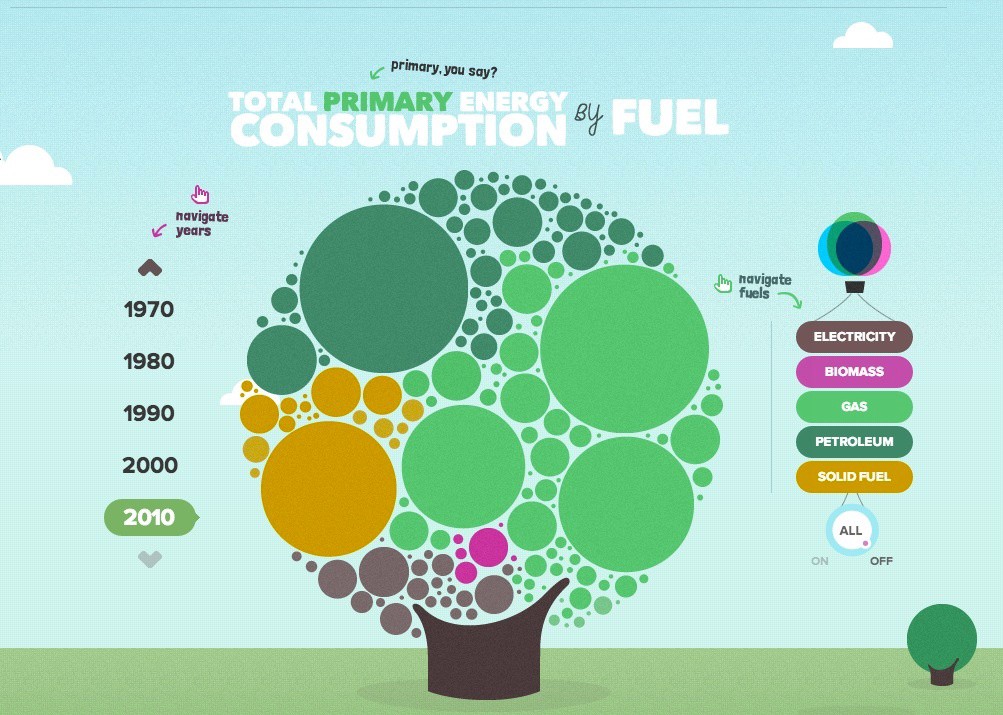 primary, you say?
TOTAL PRIMARY ENERGY
CONSUMPTION BY FUEL
navigate
years
1970
1980
1990
2000
2010
navigate
fuels
ELECTRICITY
BIOMASS
GAS
PETROLEUM
SOLID FUEL
ALL
ON OFF